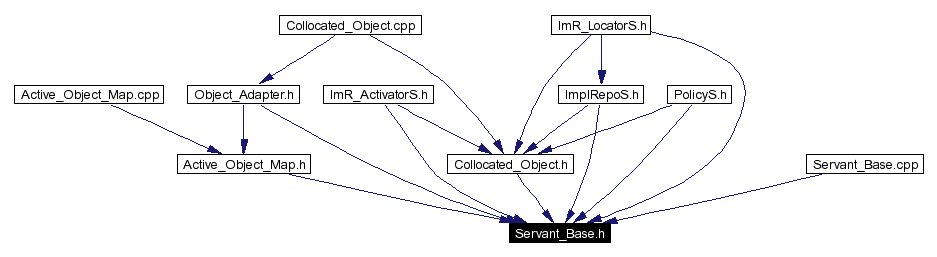 Collocated_Object.cpp
ImR_LocatorS.h
Active_Object_Map.cpp
Object_Adapter.h
ImR_ActivatorS.h
ImplRepoS.h
PolicyS.h
Active_Object_Map.h
Collocated_Object.h
Servant_Base.cpp
Servant_Base.h